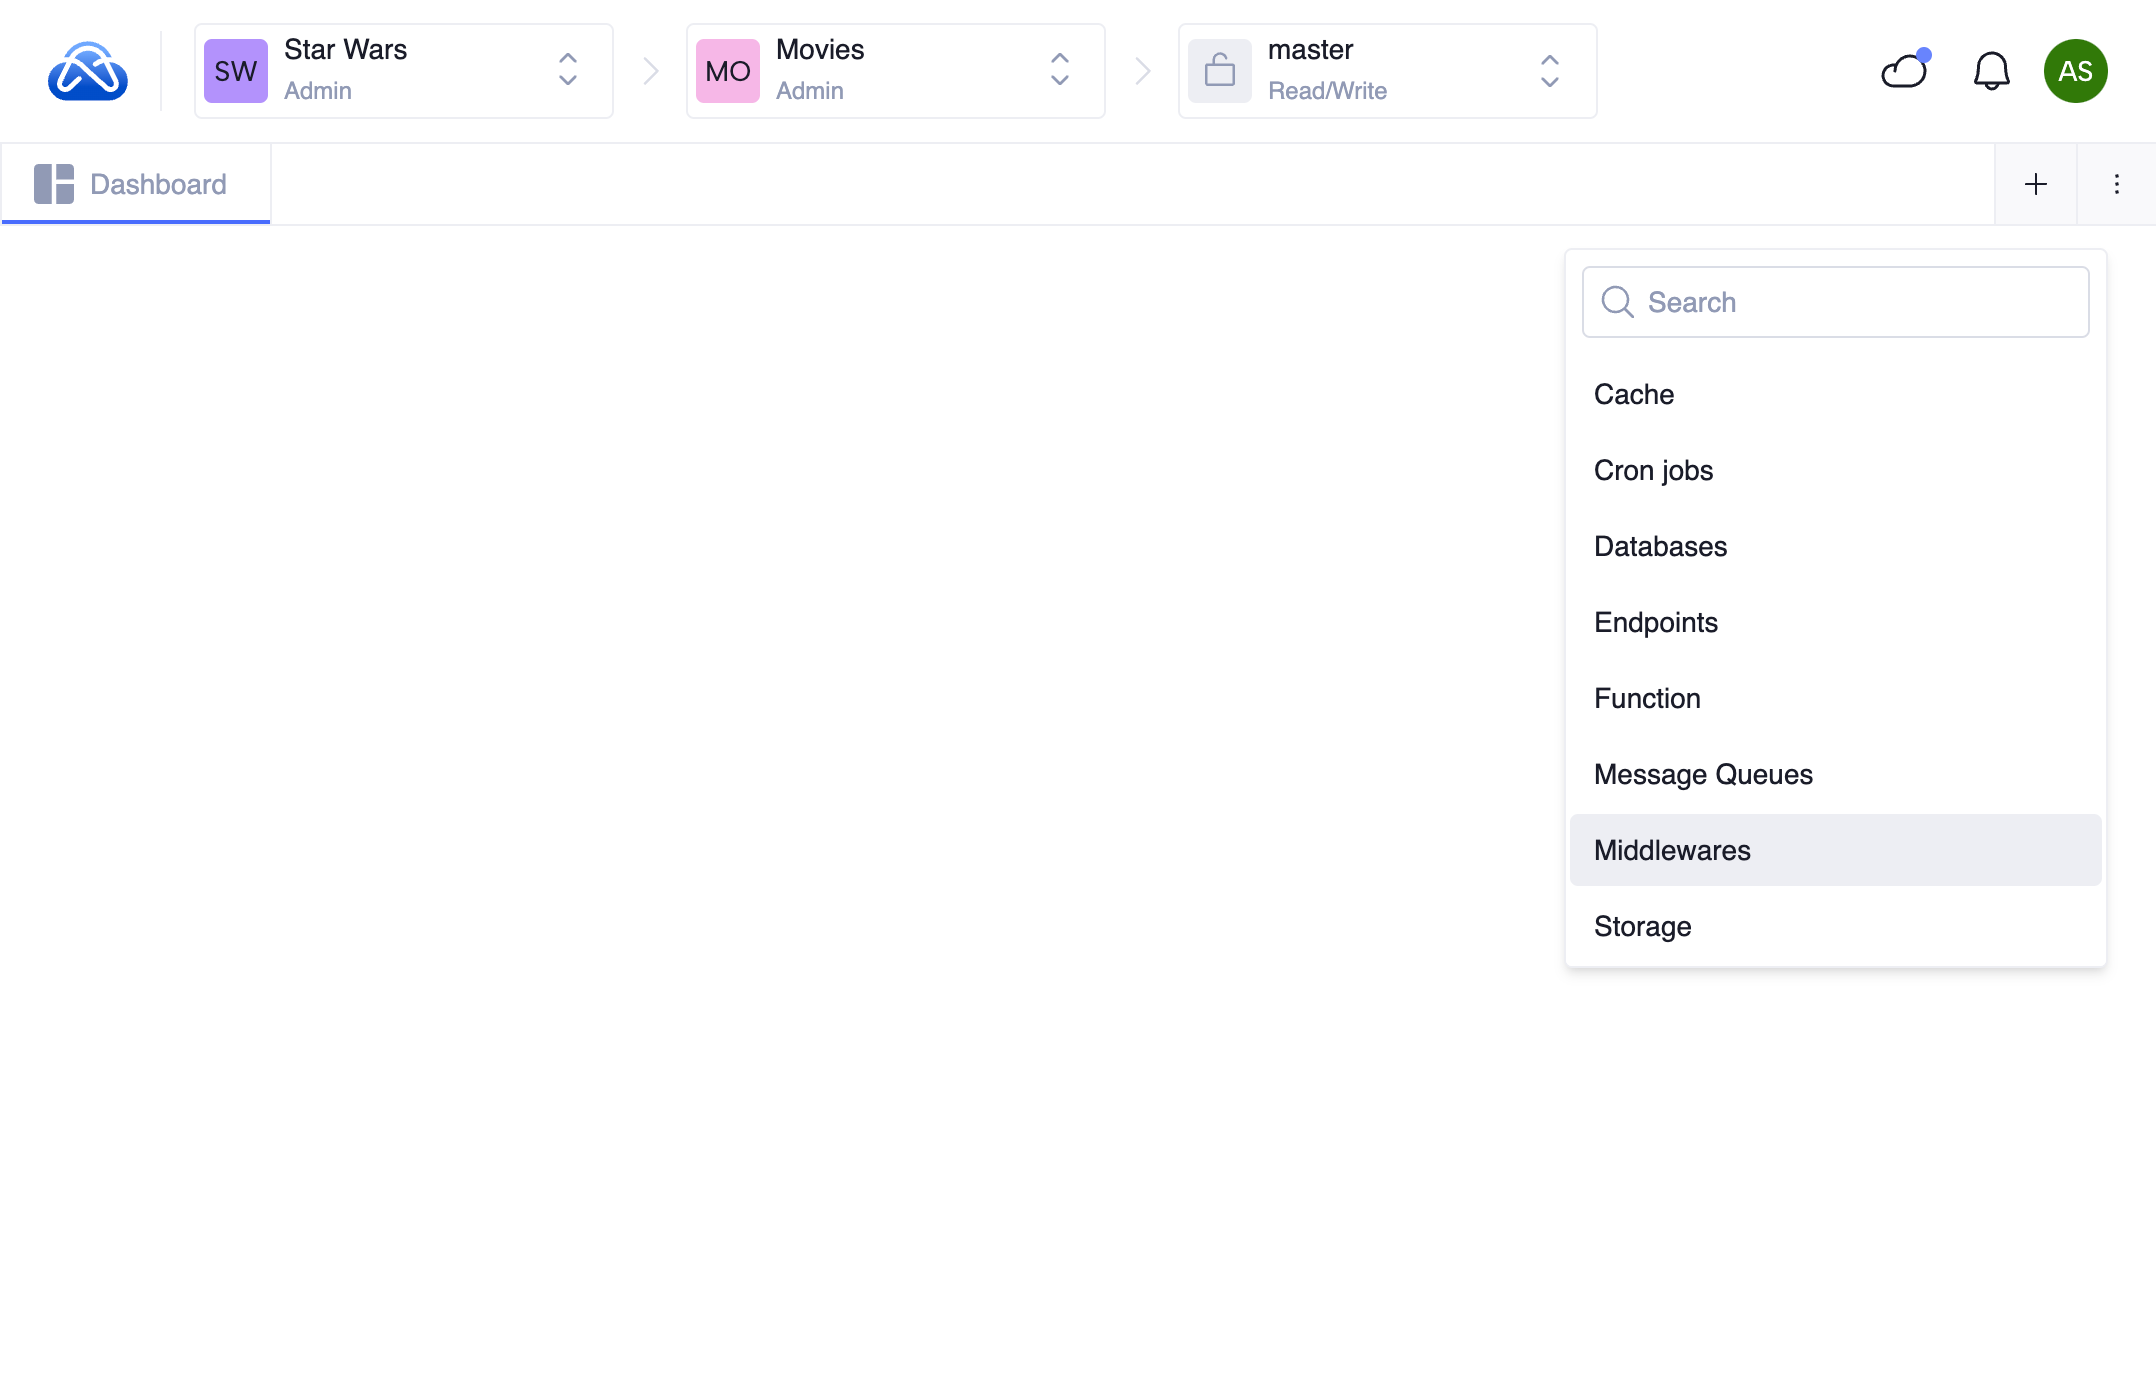 SW
Star Wars
Admin
MO
Movies
Admin
master
Read/Write
AS
Dashboard
Search
Cache
Cron jobs
Databases
Endpoints
Function
Message Queues
Middlewares
Storage